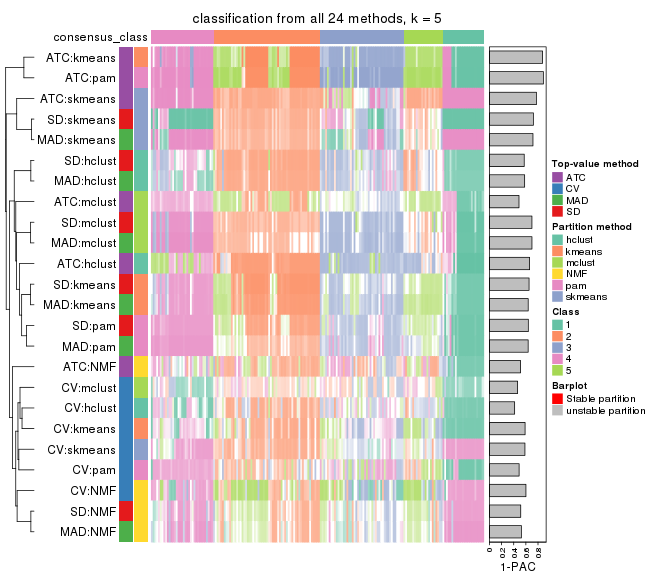 classification from all 24 methods, k = 5
consensus_class
ATC:kmeans
ATC:pam
ATC:skmeans
SD:skmeans
MAD:skmeans
SD:hclust
MAD:hclust
ATC:mclust
SD:mclust
MAD:mclust
ATC:hclust
SD:kmeans
MAD:kmeans
SD:pam
MAD:pam
ATC:NMF
CV:mclust
CV:hclust
CV:kmeans
CV:skmeans
CV:pam
CV:NMF
SD:NMF
MAD:NMF
0 0.2 0.4 0.6 0.8
1-PAC
Top-value method
ATC
CV
MAD
SD
Partition method
hclust
kmeans
mclust
NMF
pam
skmeans
Class
1
2
3
4
5
Barplot
Stable partition
unstable partition